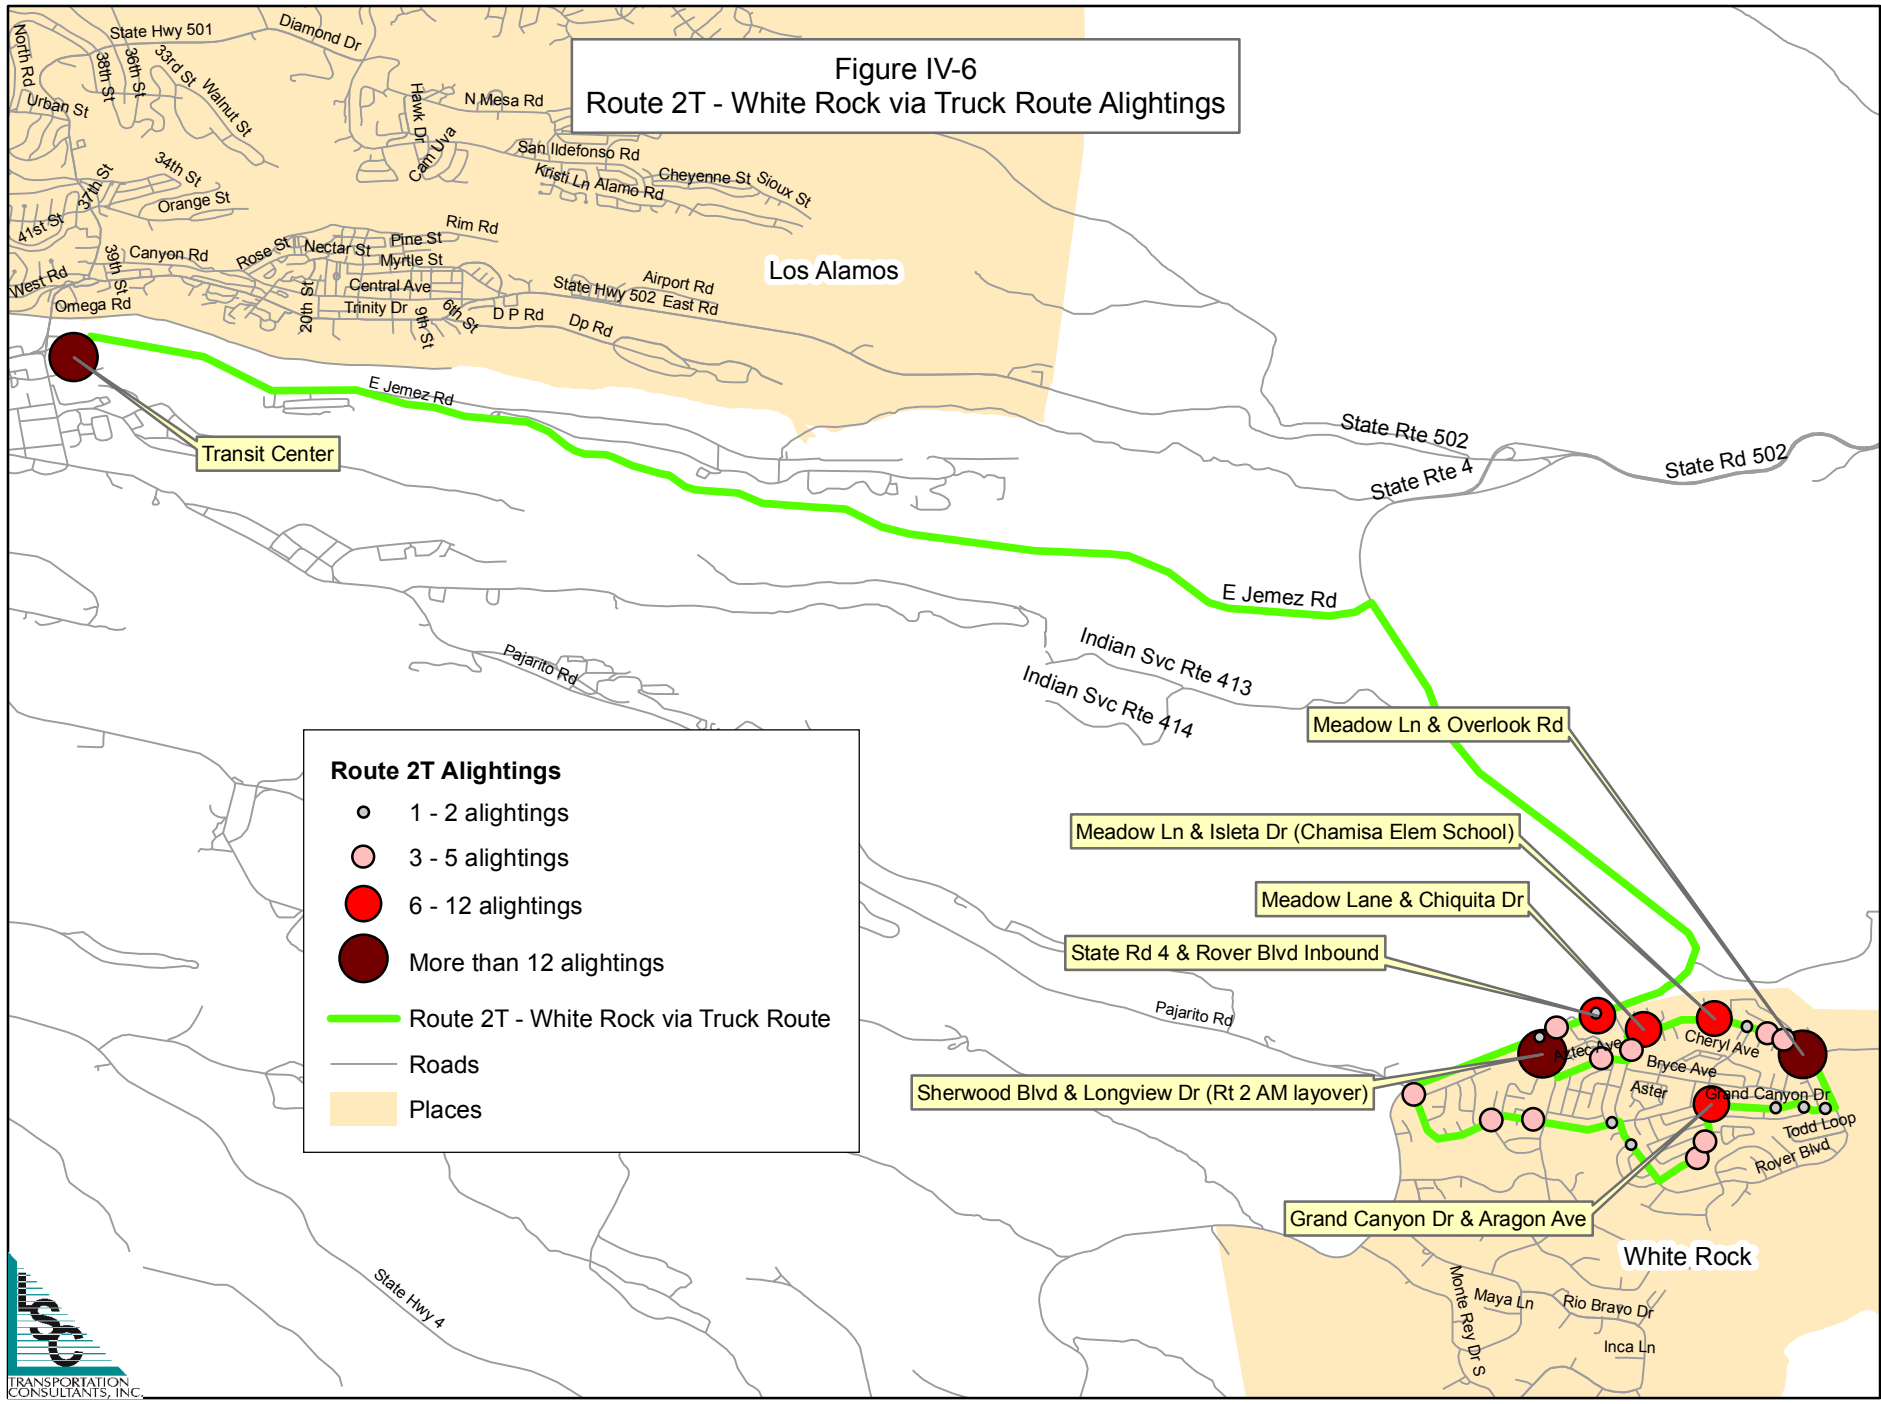 Figure IV-6
Route 2T - White Rock via Truck Route Alightings
State Hwy 501
Diamond Dr
North Rd
38th St
36th St
33rd St
Walnut St
Urban St
Hawk Dr
N Mesa Rd
Cam Uva
San Ildefonso Rd
Kristi Ln
Alamo Rd
Cheyenne St
Sioux St
34th St
37th St
Orange St
41st St
Rim Rd
Pine St
Nectar St
Rose St
Canyon Rd
39th St
Myrtle St
West Rd
Central Ave
Omega Rd
20th St
Trinity Dr
9th St
6th St
D P Rd
Dp Rd
State Hwy 502
East Rd
Airport Rd
Los Alamos
E Jemez Rd
Transit Center
State Rte 502
State Rte 4
State Rd 502
E Jemez Rd
Indian Svc Rte 413
Indian Svc Rte 414
Pajarito Rd
Meadow Ln & Overlook Rd
Meadow Ln & Isleta Dr (Chamisa Elem School)
Meadow Lane & Chiquita Dr
State Rd 4 & Rover Blvd Inbound
Pajarito Rd
Sherwood Blvd & Longview Dr (Rt 2 AM layover)
Aztec Ave
Cheryl Ave
Bryce Ave
Aster
Grand Canyon Dr
Todd Loop
Rover Blvd
Grand Canyon Dr & Aragon Ave
White Rock
Monte Rey Dr S
Maya Ln
Rio Bravo Dr
Inca Ln
State Hwy 4
Route 2T Alightings
1 - 2 alightings
3 - 5 alightings
6 - 12 alightings
More than 12 alightings
Route 2T - White Rock via Truck Route
Roads
Places
LSC
TRANSPORTATION
CONSULTANTS, INC.